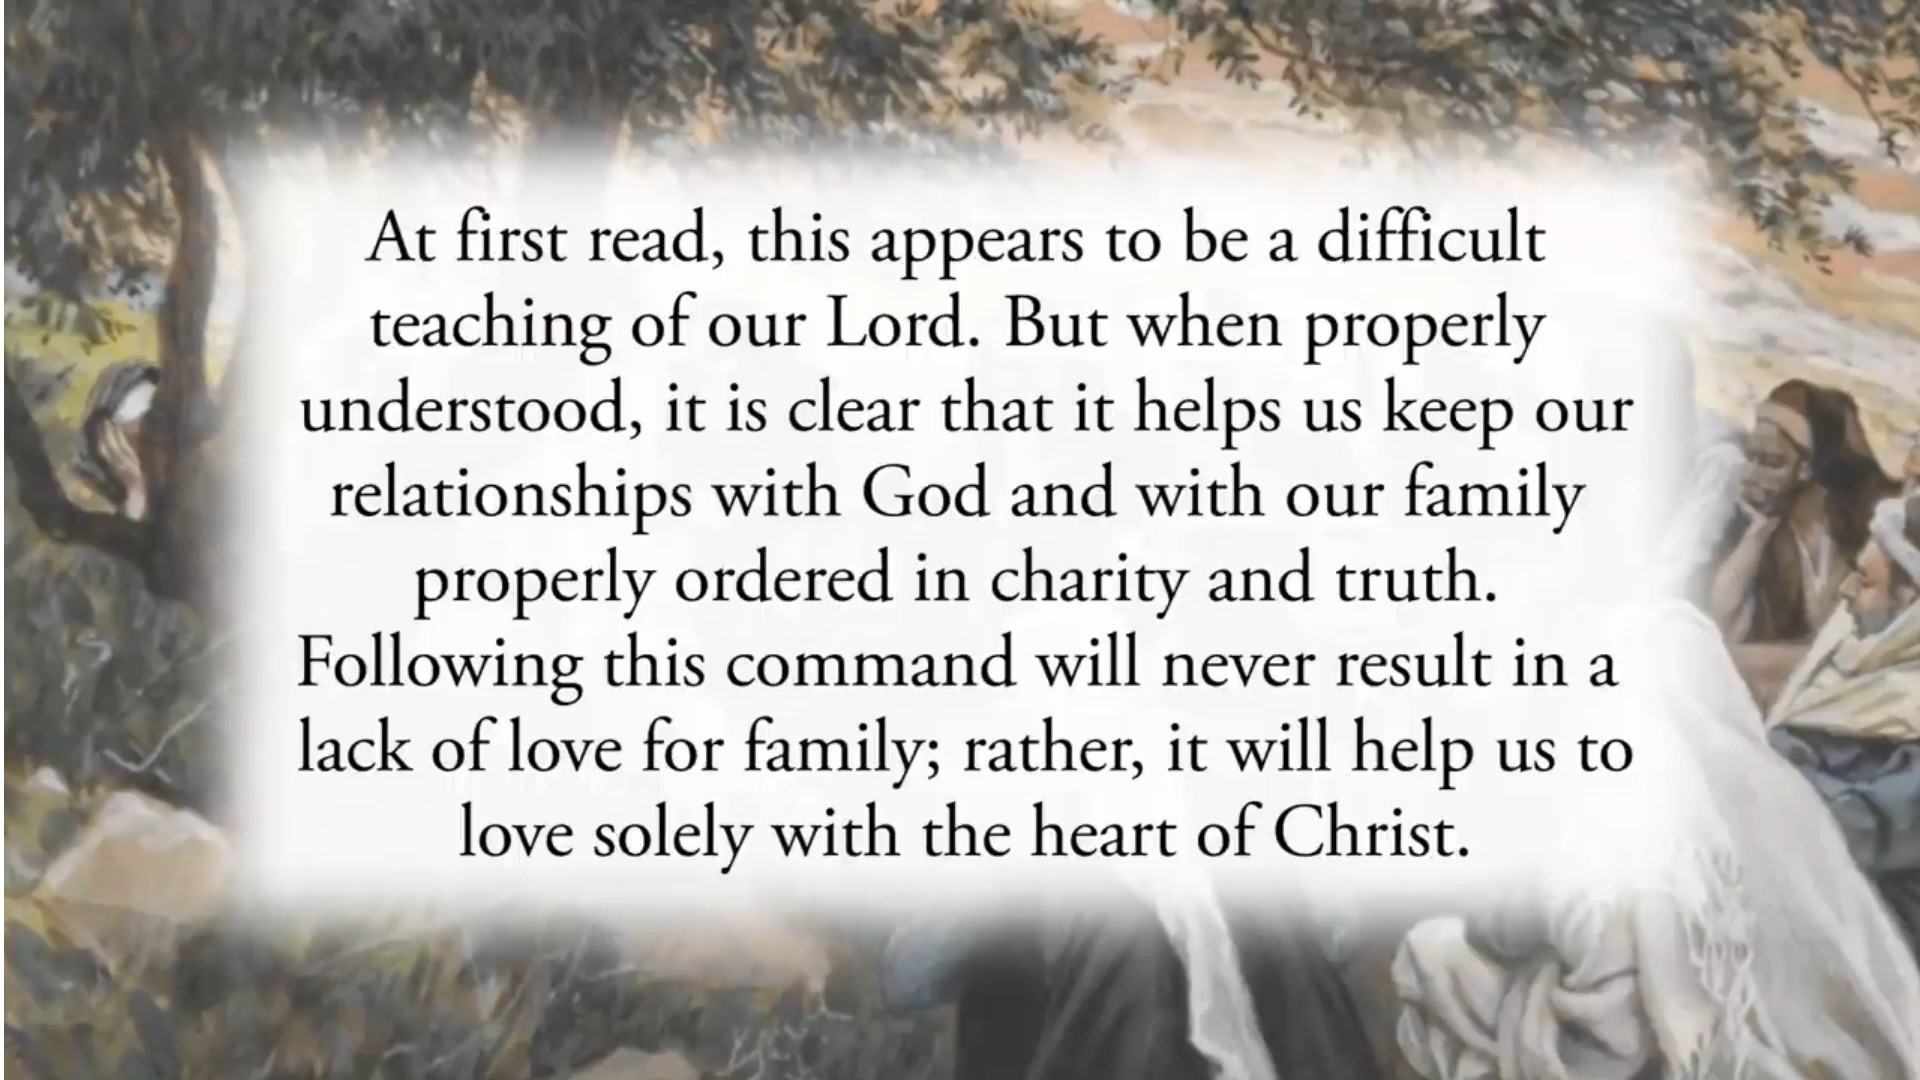 At first read, this appears to be a difficult
teaching of our Lord. But when properly
understood, it is clear that it helps us keep our
relationships with God and with our family
properly ordered in charity and truth.
Following this command will never result in a
lack of love for family; rather, it will help us to
love solely with the heart of Christ.